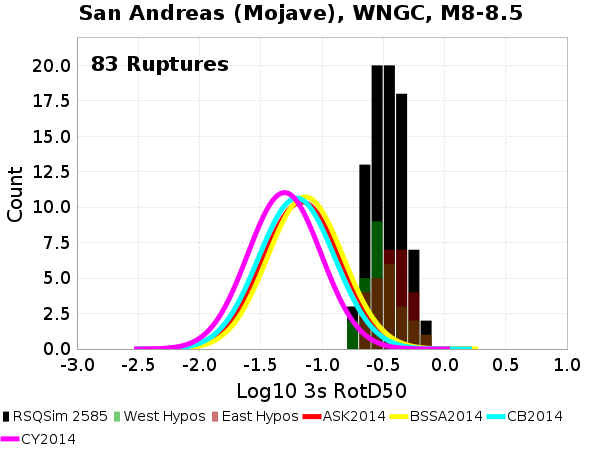 San Andreas (Mojave), WNGC, M8-8.5
83 Ruptures
Count
20.0
17.5
15.0
12.5
10.0
7.5
5.0
2.5
0.0
-3.0 -2.5 -2.0 -1.5 -1.0 -0.5 0.0 0.5 1.0
Log10 3s RotD50
RSQSim 2585 West Hypos East Hypos ASK2014 BSSA2014 CB2014
CY2014